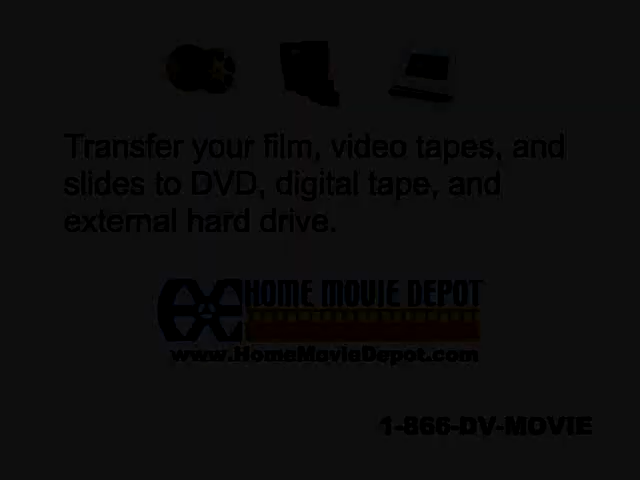 Transfer your film, video tapes, and
slides to DVD, digital tape, and
external hard drive.
HOME MOVIE DEPOT
www.HomeMovieDepot.com
1-866-DV-MOVIE